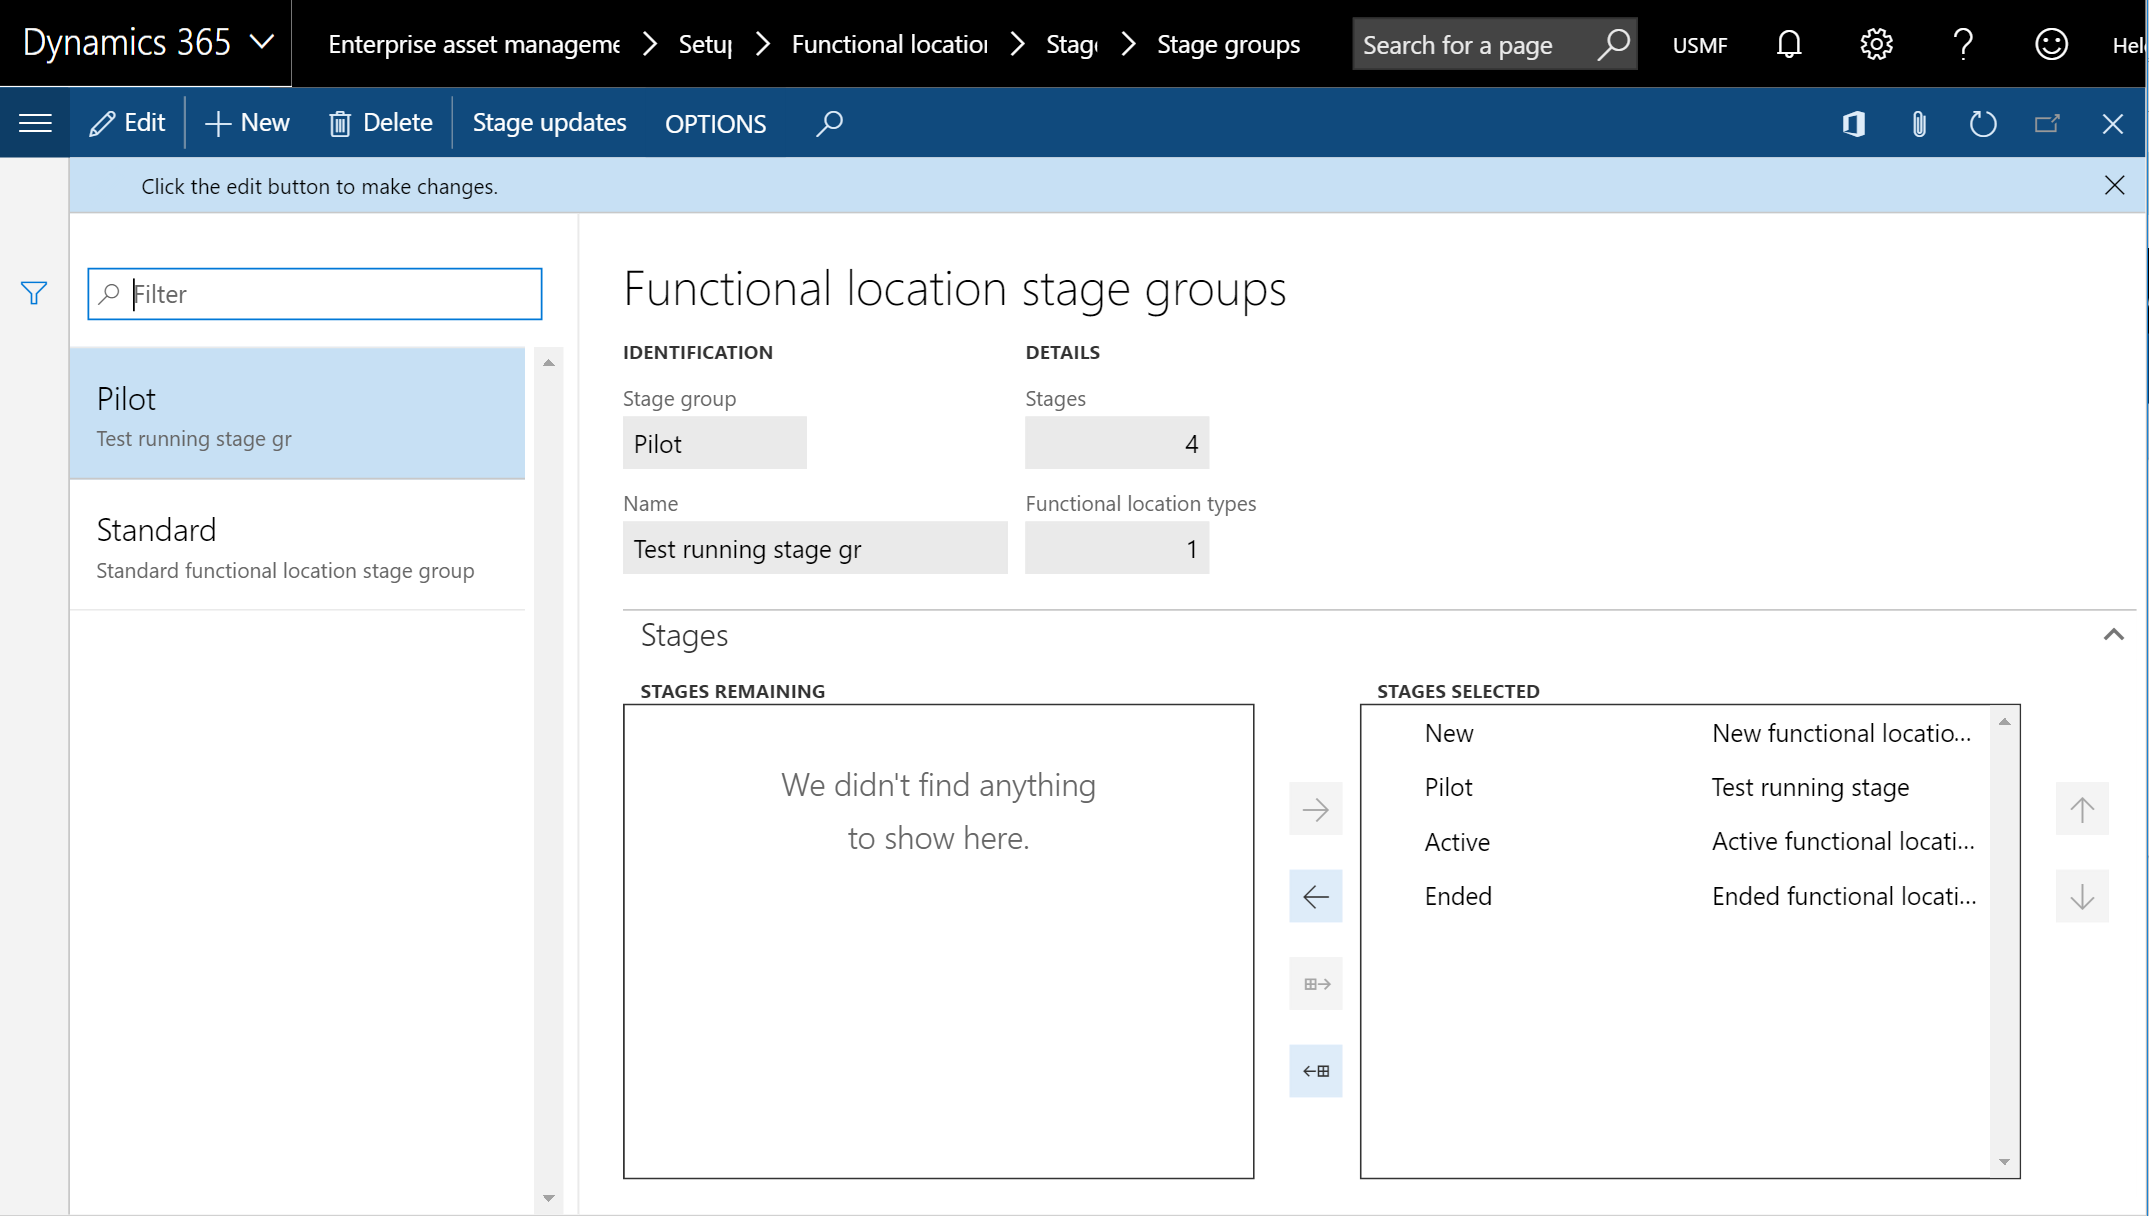 Dynamics 365
Enterprise asset manageme
Setup
Functional location
Stage
Stage groups
Search for a page
USMF
Hel
Edit
New
Delete
Stage updates
OPTIONS
Click the edit button to make changes.
Filter
Pilot
Test running stage gr
Standard
Standard functional location stage group
Functional location stage groups
IDENTIFICATION
Stage group
Pilot
Name
Test running stage gr
DETAILS
Stages
4
Functional location types
1
Stages
STAGES REMAINING
We didn't find anything
to show here.
STAGES SELECTED
New New functional locatio...
Pilot Test running stage
Active Active functional locati...
Ended Ended functional locati...